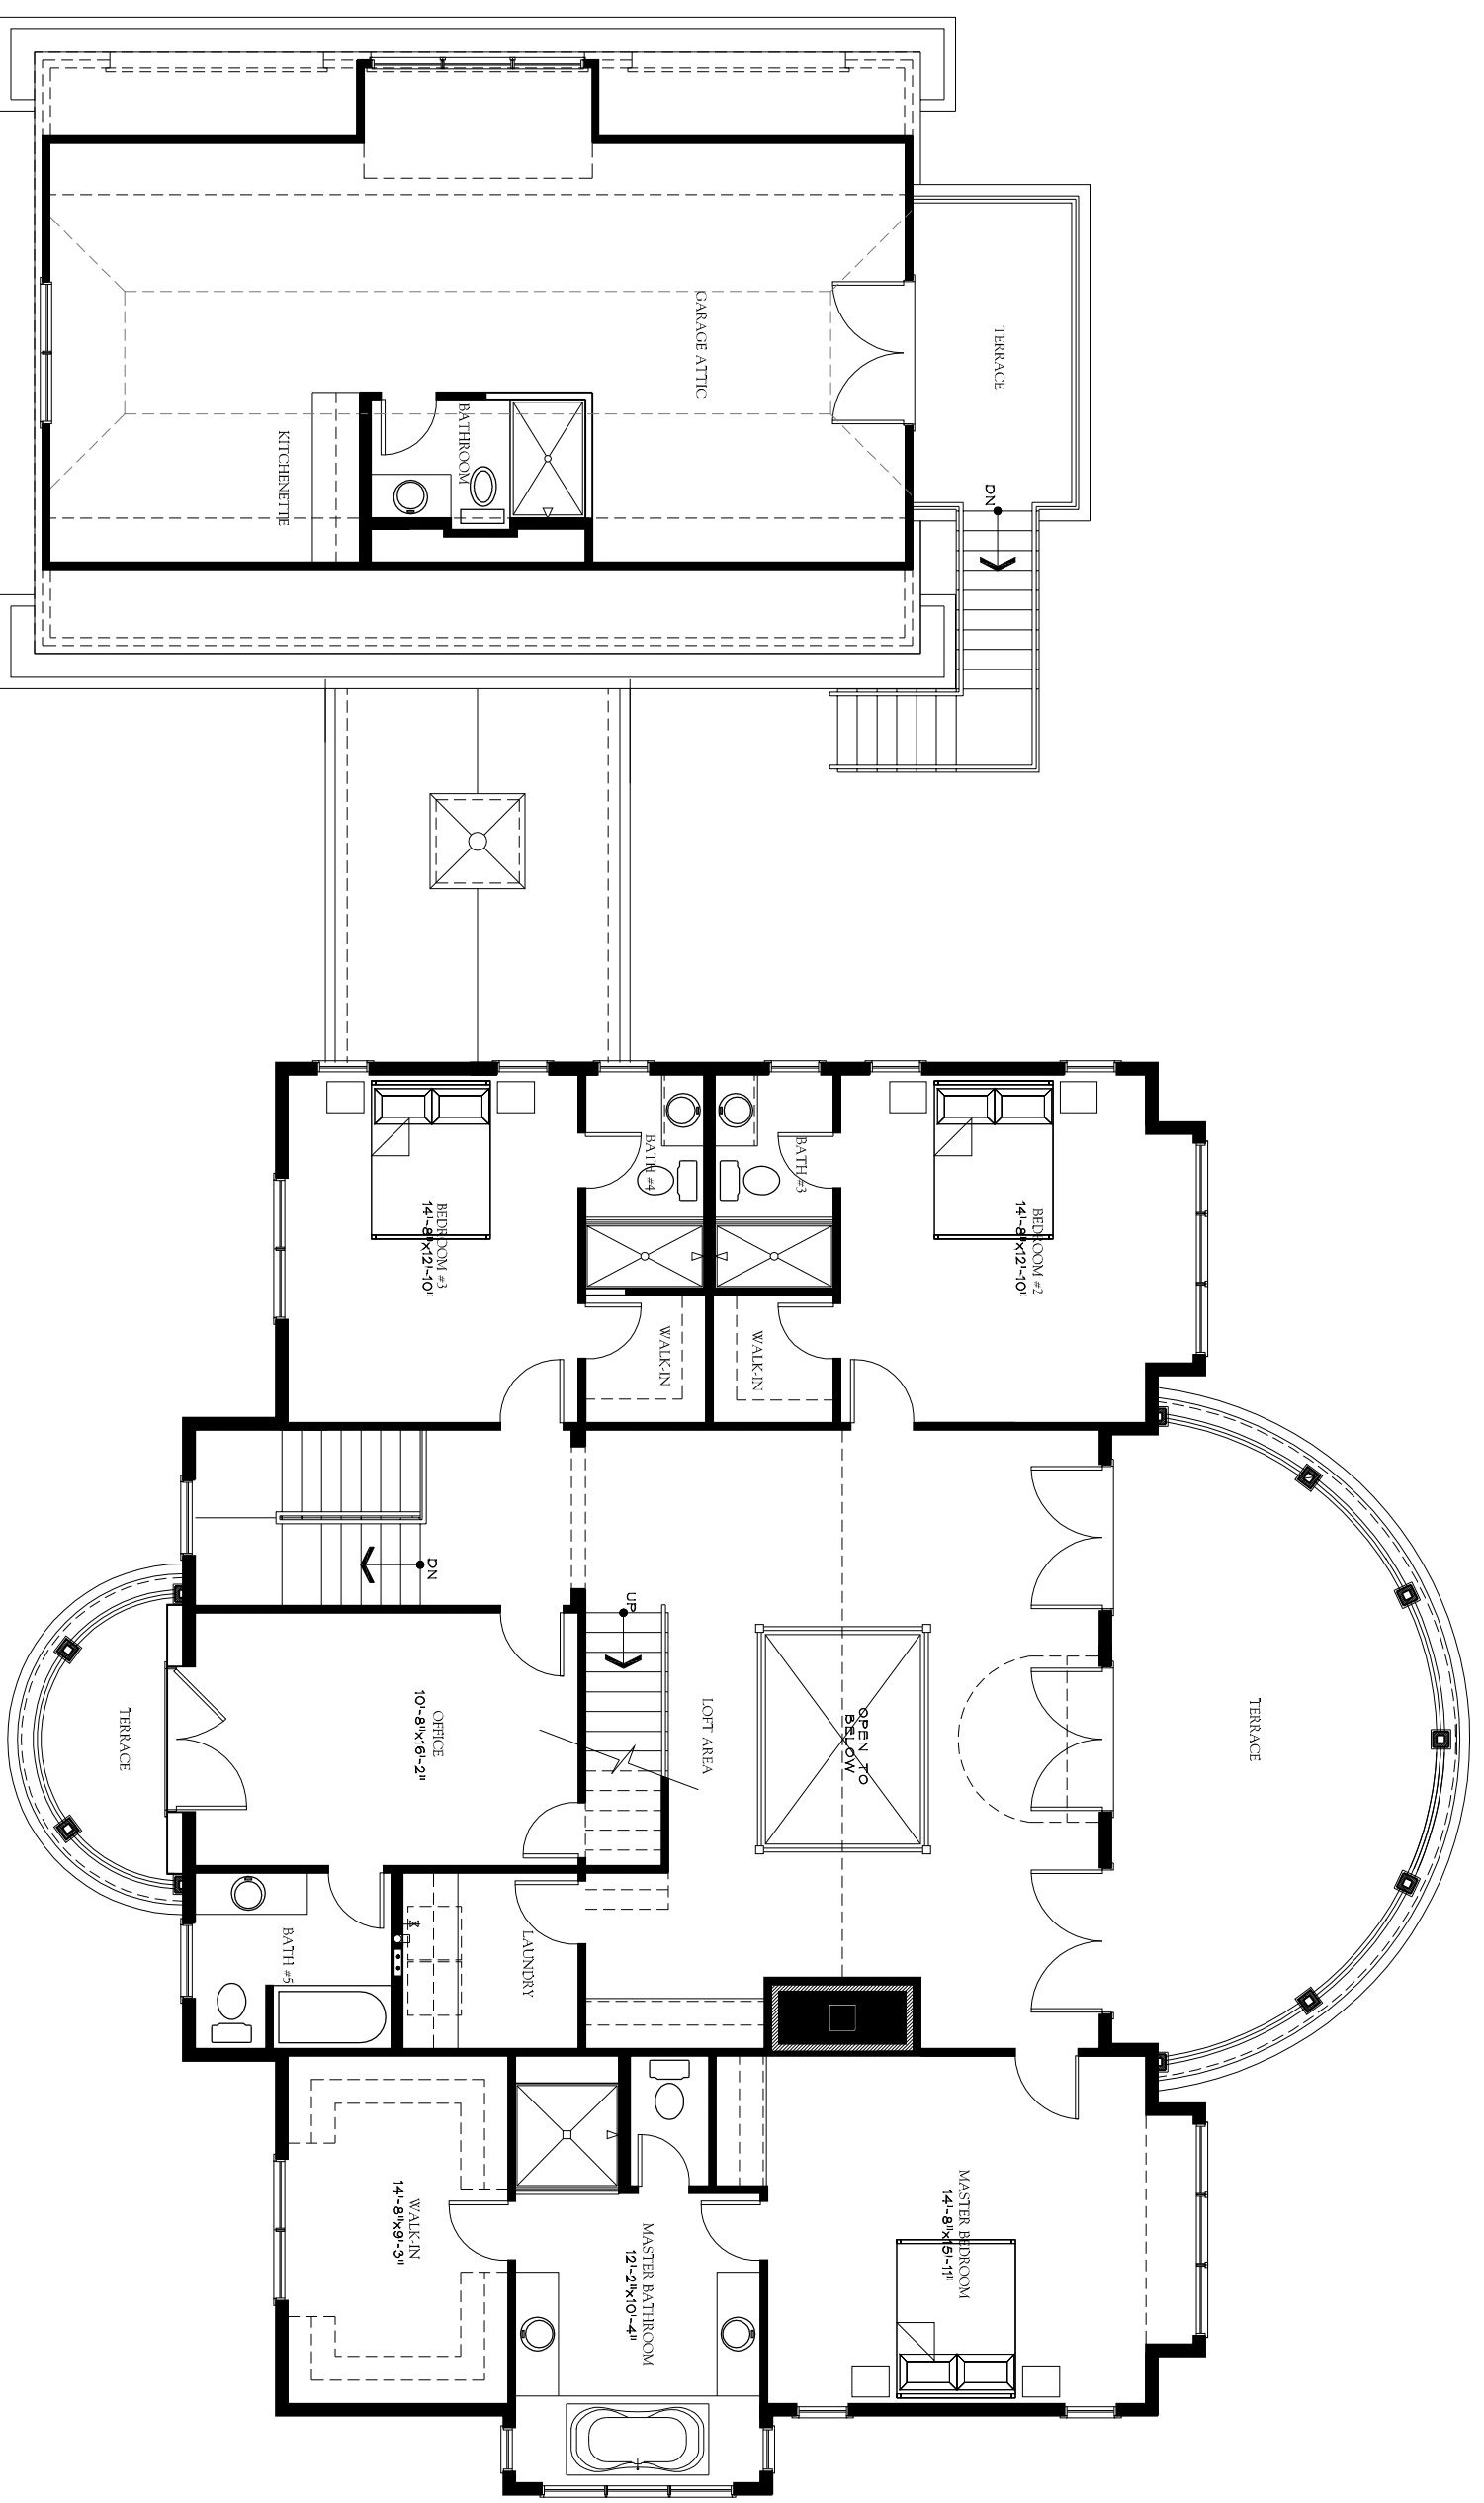 TERRACE
GARAGE ATTIC
BATHROOM
KITCHENETTE
DN
BEDROOM #2
14'-8"x12'-10"
BATH #3
BATH #4
BEDROOM #3
14'-8"x12'-10"
WALK-IN
WALK-IN
DN
UP
TERRACE
OPEN TO
BELOW
LOFT AREA
OFFICE
10'-8"x16'-2"
TERRACE
LAUNDRY
BATH #5
MASTER BEDROOM
14'-8"x15'-11"
MASTER BATHROOM
12'-2"x10'-4"
WALK-IN
14'-8"x9'-3"